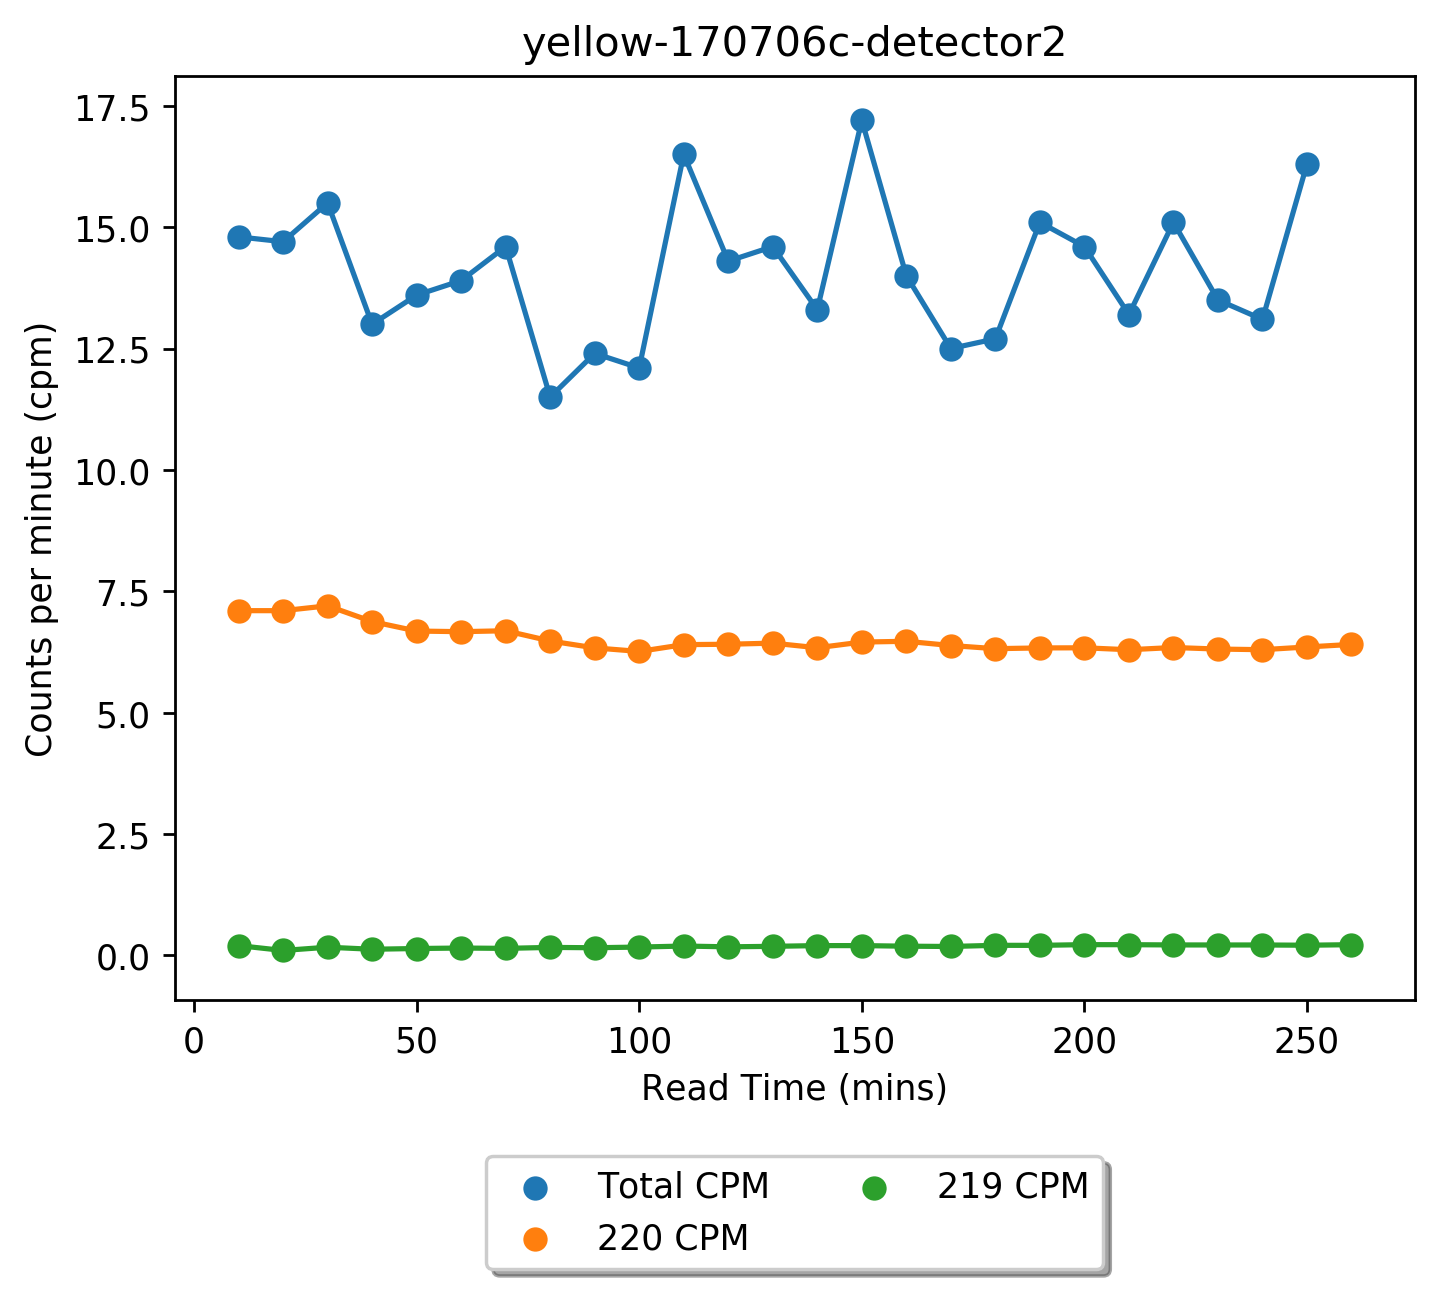 yellow-170706c-detector2
17.5
15.0
12.5
10.0
7.5
5.0
2.5
0.0
Counts per minute (cpm)
0 50 100 150 200 250
Read Time (mins)
Total CPM 219 CPM
220 CPM